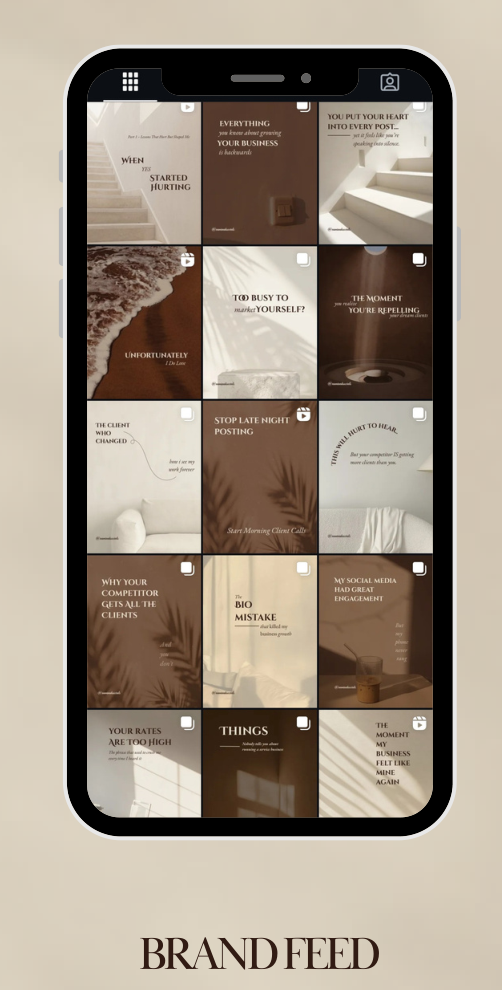 WHEN
YES
STARTED
HURTING
EVERYTHING
you know about growing
YOUR BUSINESS
is backwards
YOU PUT YOUR HEART
INTO EVERY POST...
yet it feels like you're
speaking into silence.
UNFORTUNATELY
I Do Love
TOO BUSY TO
market YOURSELF?
THE MOMENT
you realize
YOU'RE REPELLING
your dream clients
THE CLIENT
WHO
CHANGED
how i see my
work forever
STOP LATE NIGHT
POSTING
Start Morning Client Calls
THIS WILL HURT TO HEAR..
But your competitor IS getting
more clients than you.
WHY YOUR
COMPETITOR
GETS ALL THE
CLIENTS
And
you
don't
The
BIO
MISTAKE
that killed my
business growth
MY SOCIAL MEDIA
HAD GREAT
ENGAGEMENT
But
my
phone
never
rang
YOUR RATES
ARE TOO HIGH
THINGS
Nobody tells you about
running a service business
THE
MOMENT
MY
BUSINESS
FELT LIKE
MINE
AGAIN
BRAND FEED